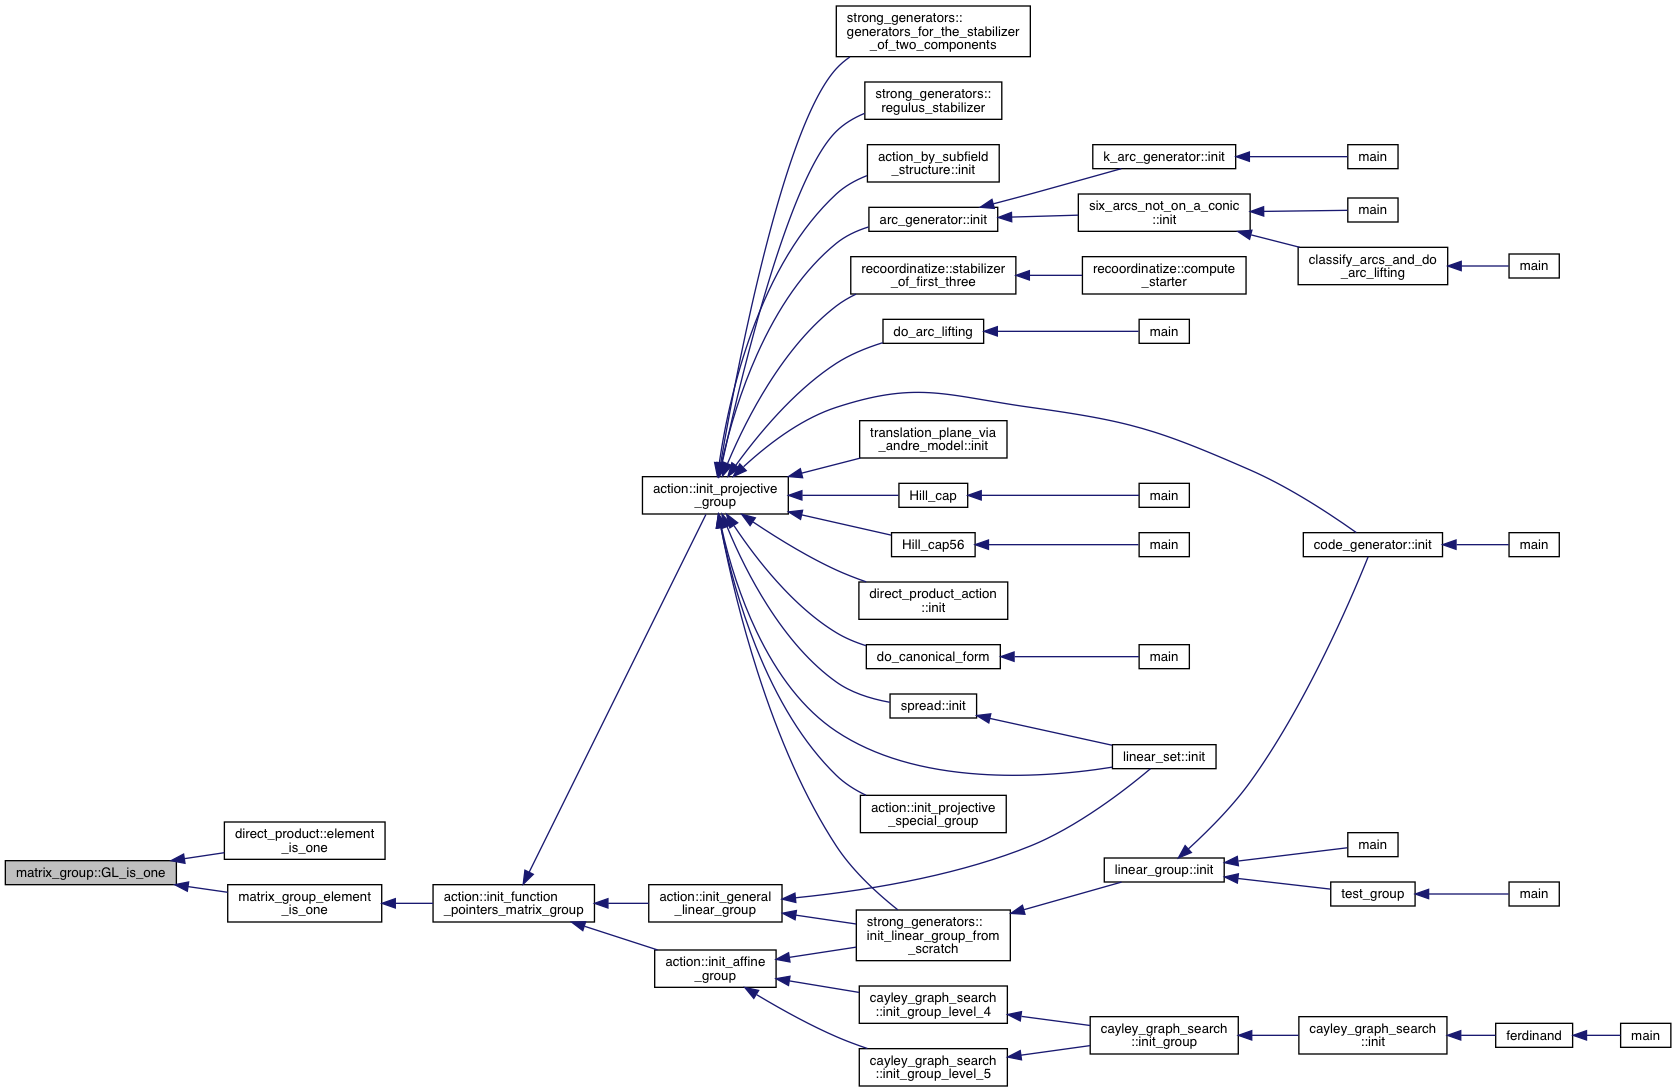 strong_generators::
generators_for_the_stabilizer
_of_two_components
strong_generators::
regulus_stabilizer
action_by_subfield
_structure::init
k_arc_generator::init
main
arc_generator::init
six_arcs_not_on_a_conic
::init
main
classify_arcs_and_do
_arc_lifting
main
recoordinatize::stabilizer
_of_first_three
recoordinatize::compute
_starter
do_arc_lifting
main
translation_plane_via
_andre_model::init
action::init_projective
_group
Hill_cap
main
Hill_cap56
main
code_generator::init
main
direct_product_action
::init
do_canonical_form
main
spread::init
linear_set::init
action::init_projective
_special_group
direct_product::element
_is_one
matrix_group::GL_is_one
matrix_group_element
_is_one
action::init_function
_pointers_matrix_group
action::init_general
_linear_group
linear_group::init
main
test_group
main
strong_generators::
init_linear_group_from
_scratch
action::init_affine
_group
cayley_graph_search
::init_group_level_4
cayley_graph_search
::init_group
cayley_graph_search
::init
ferdinand
main
cayley_graph_search
::init_group_level_5